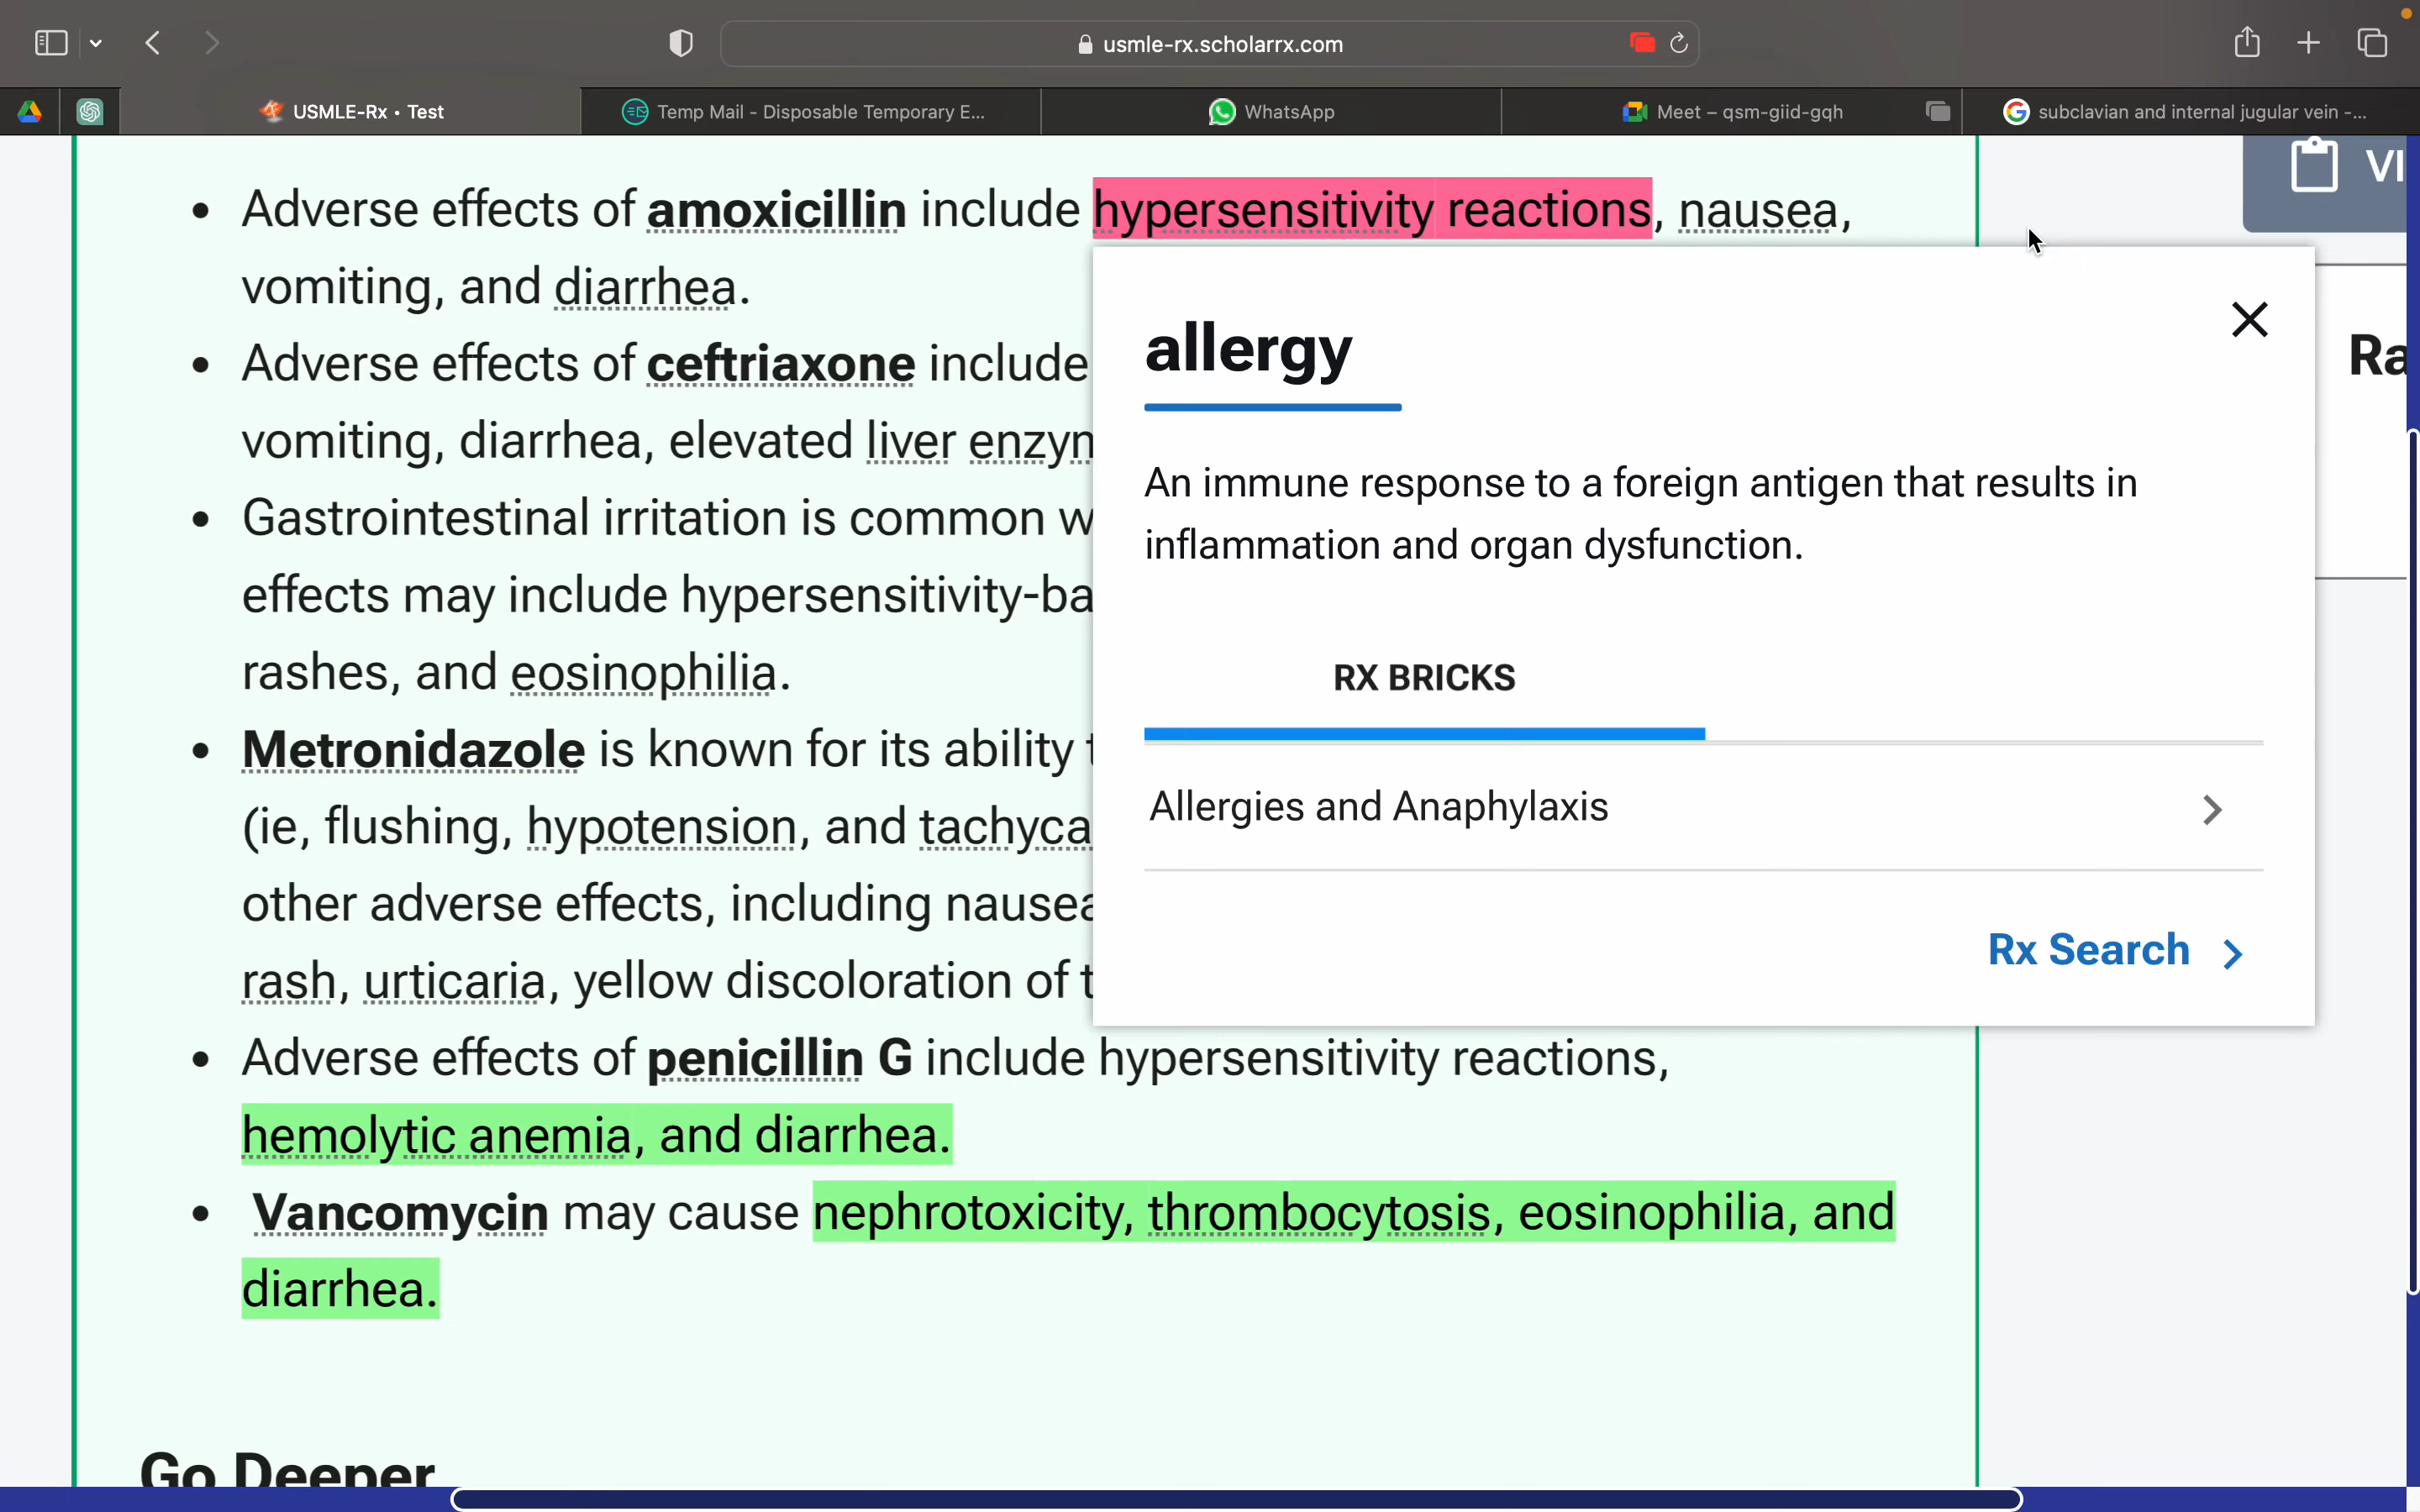 usmle-rx.scholarrx.com
USMLE-Rx • Test
Temp Mail - Disposable Temporary E...
WhatsApp
Meet – qsm-giid-gqh
subclavian and internal jugular vein -...
VI
• Adverse effects of amoxicillin include hypersensitivity reactions, nausea,
vomiting, and diarrhea.
• Adverse effects of ceftriaxone include
vomiting, diarrhea, elevated liver enzyn
• Gastrointestinal irritation is common w
effects may include hypersensitivity-ba
rashes, and eosinophilia.
• Metronidazole is known for its ability t
(ie, flushing, hypotension, and tachyca
other adverse effects, including nausea
rash, urticaria, yellow discoloration of t
allergy
An immune response to a foreign antigen that results in
inflammation and organ dysfunction.
RX BRICKS
Allergies and Anaphylaxis
Rx Search
Ra
• Adverse effects of penicillin G include hypersensitivity reactions,
hemolytic anemia, and diarrhea.
• Vancomycin may cause nephrotoxicity, thrombocytosis, eosinophilia, and
diarrhea.
Go Deeper